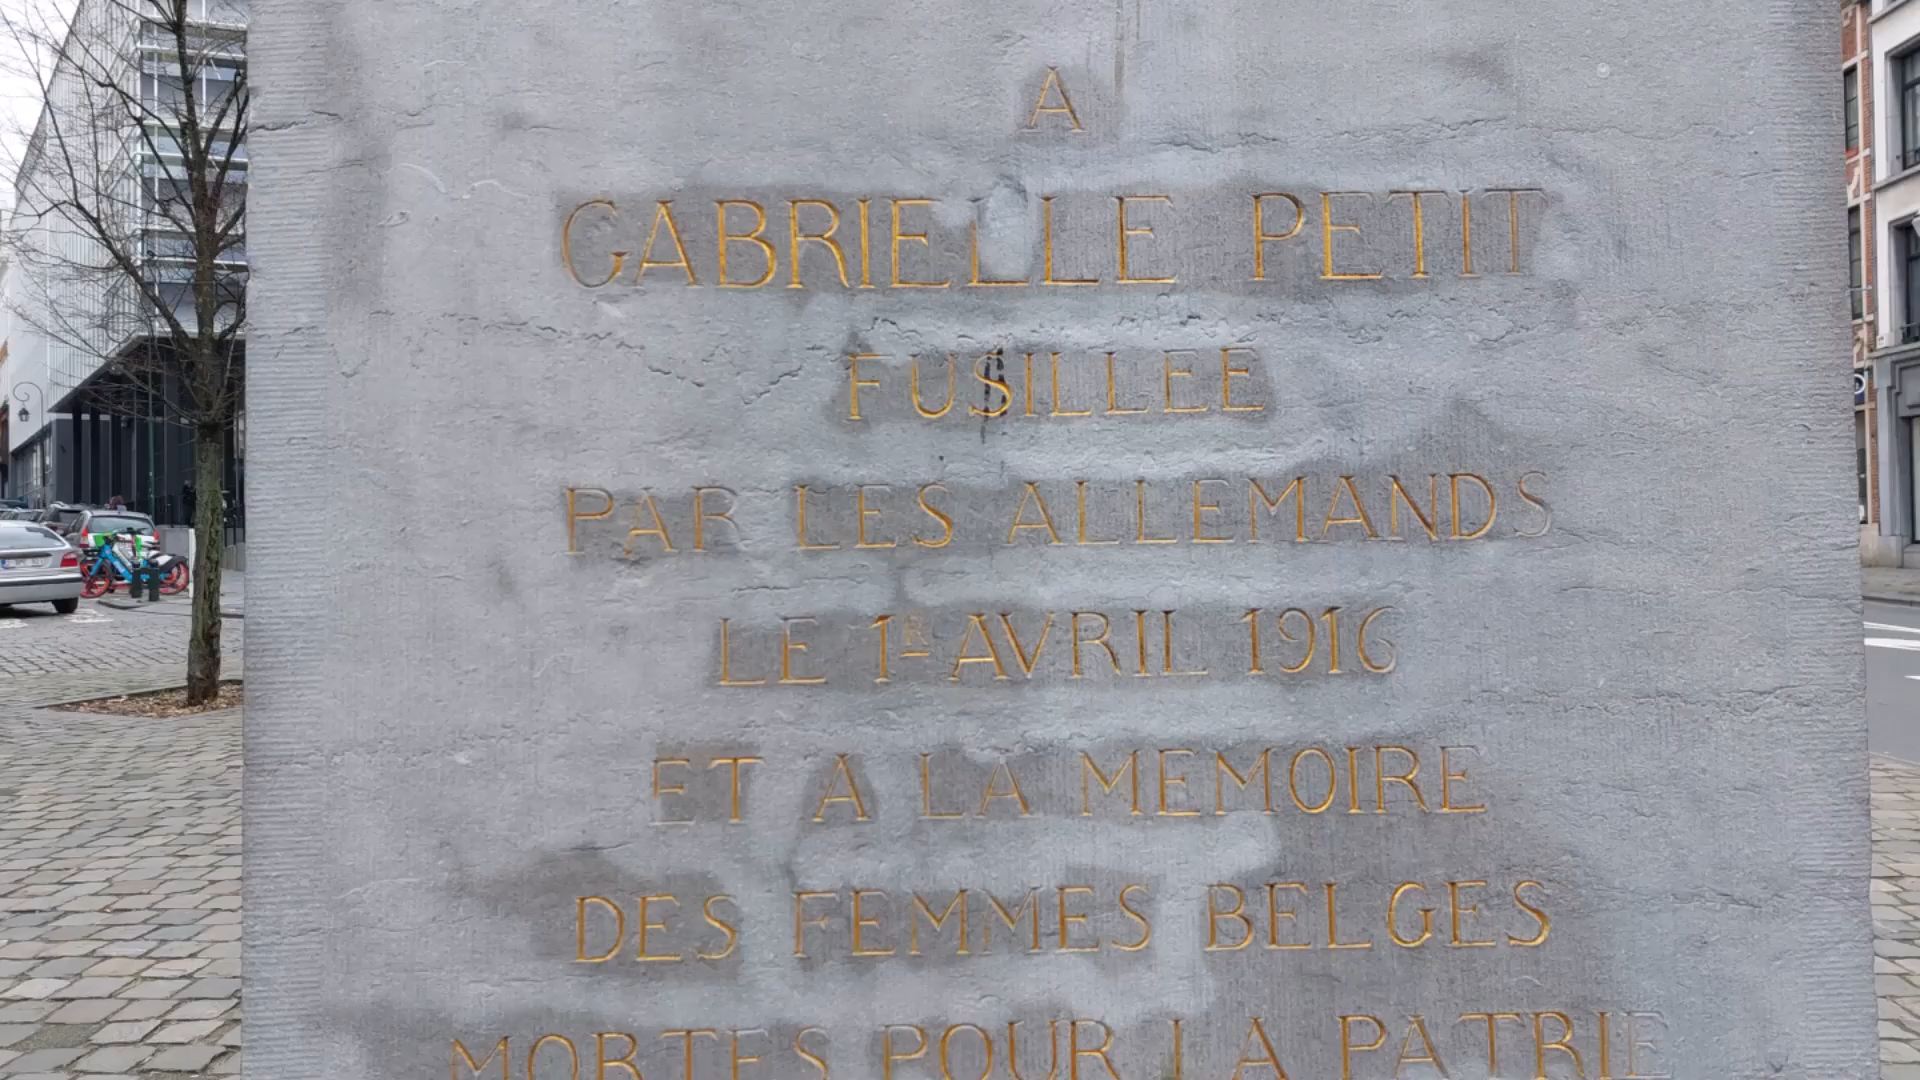 A
GABRIELLE PETIT
FUSILLEE
PAR LES ALLEMANDS
LE 1R AVRIL 1916
ET A LA MEMOIRE
DES FEMMES BELGES
MORTES POUR LA PATRIE